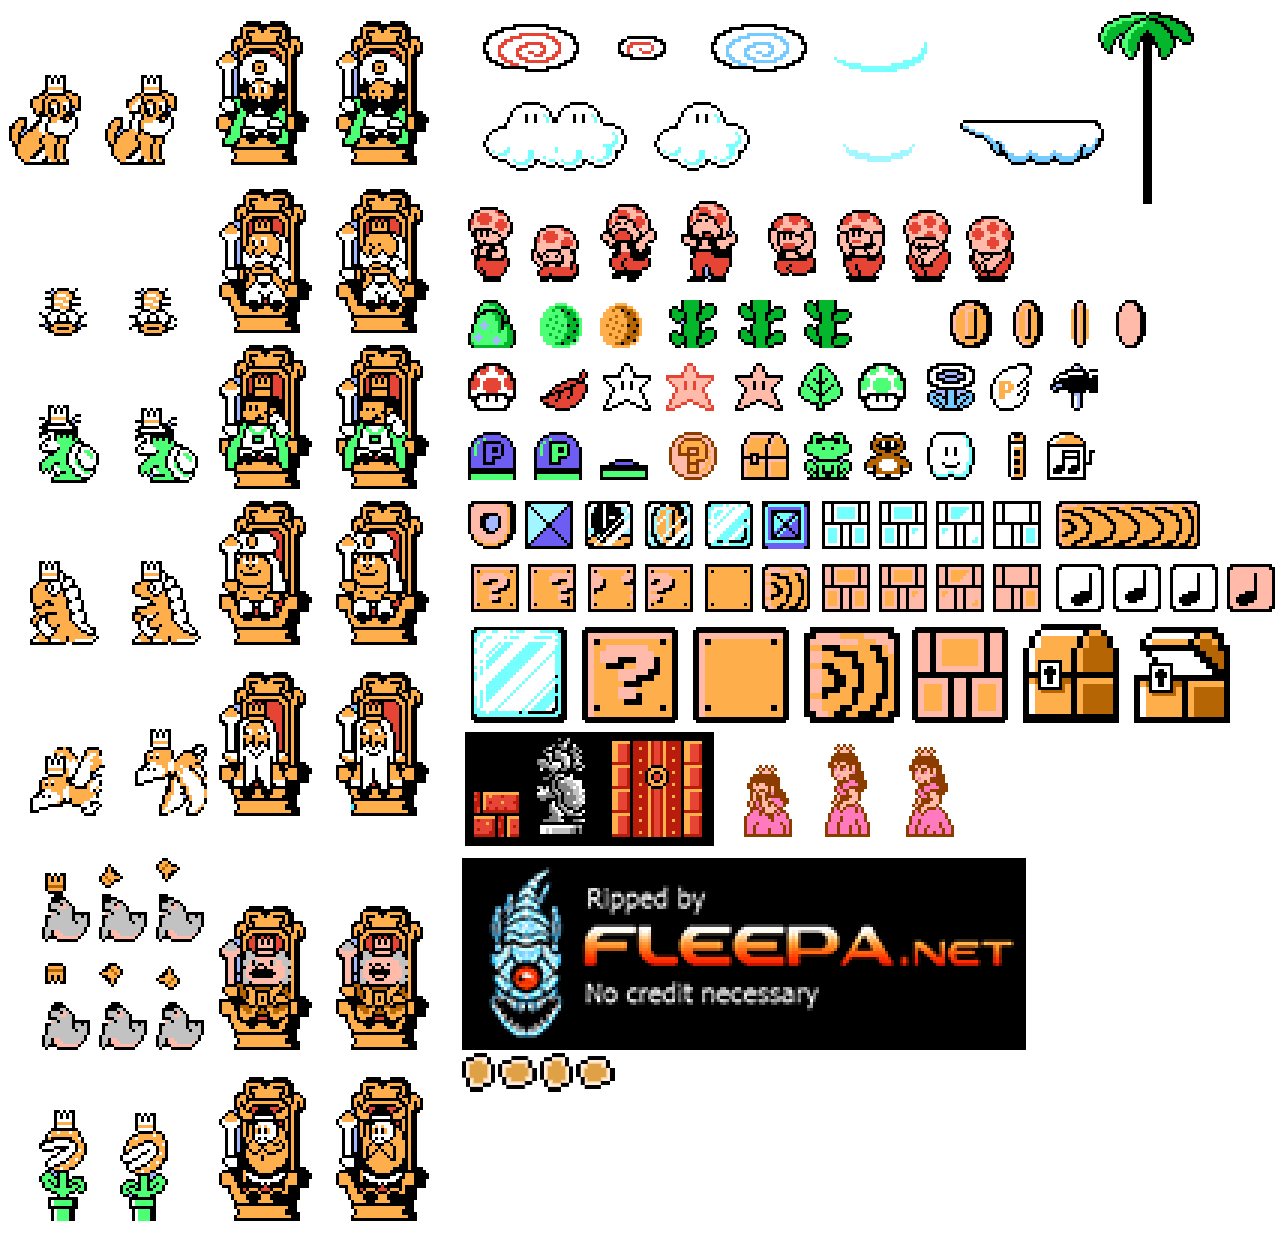 P
P P
? 
? ? ? ?
?
Ripped by
FLEEPA.NET
No credit necessary